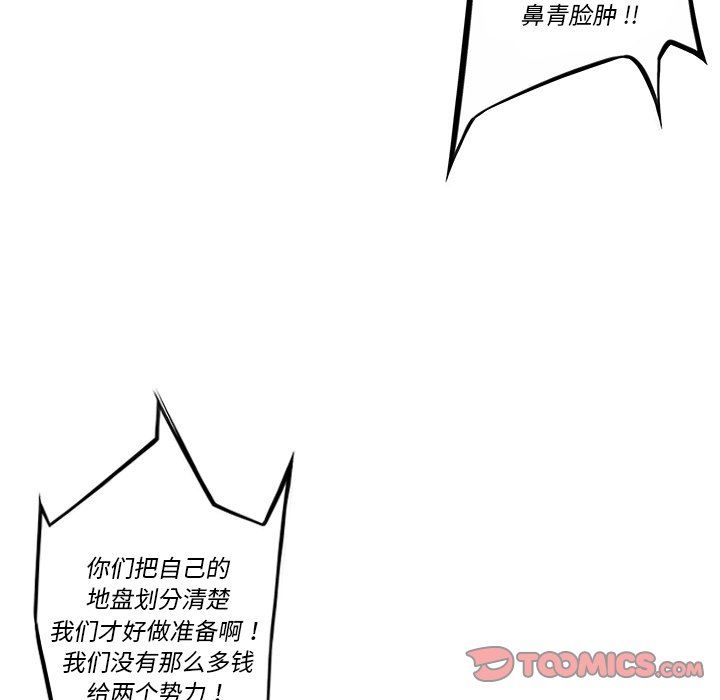 鼻青脸肿 !!
你们把自己的
地盘划分清楚
我们才好做准备啊！
我们没有那么多钱
给两个势力！
TOOMICS.COM